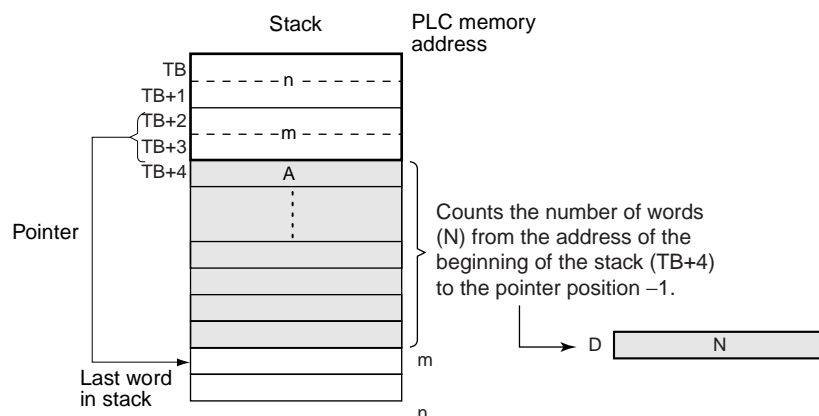 Stack
PLC memory
address
TB
n
TB+1
TB+2
m
TB+3
TB+4
A
Pointer
Counts the number of words
(N) from the address of the
beginning of the stack (TB+4)
to the pointer position –1.
D
N
m
Last word
in stack
n